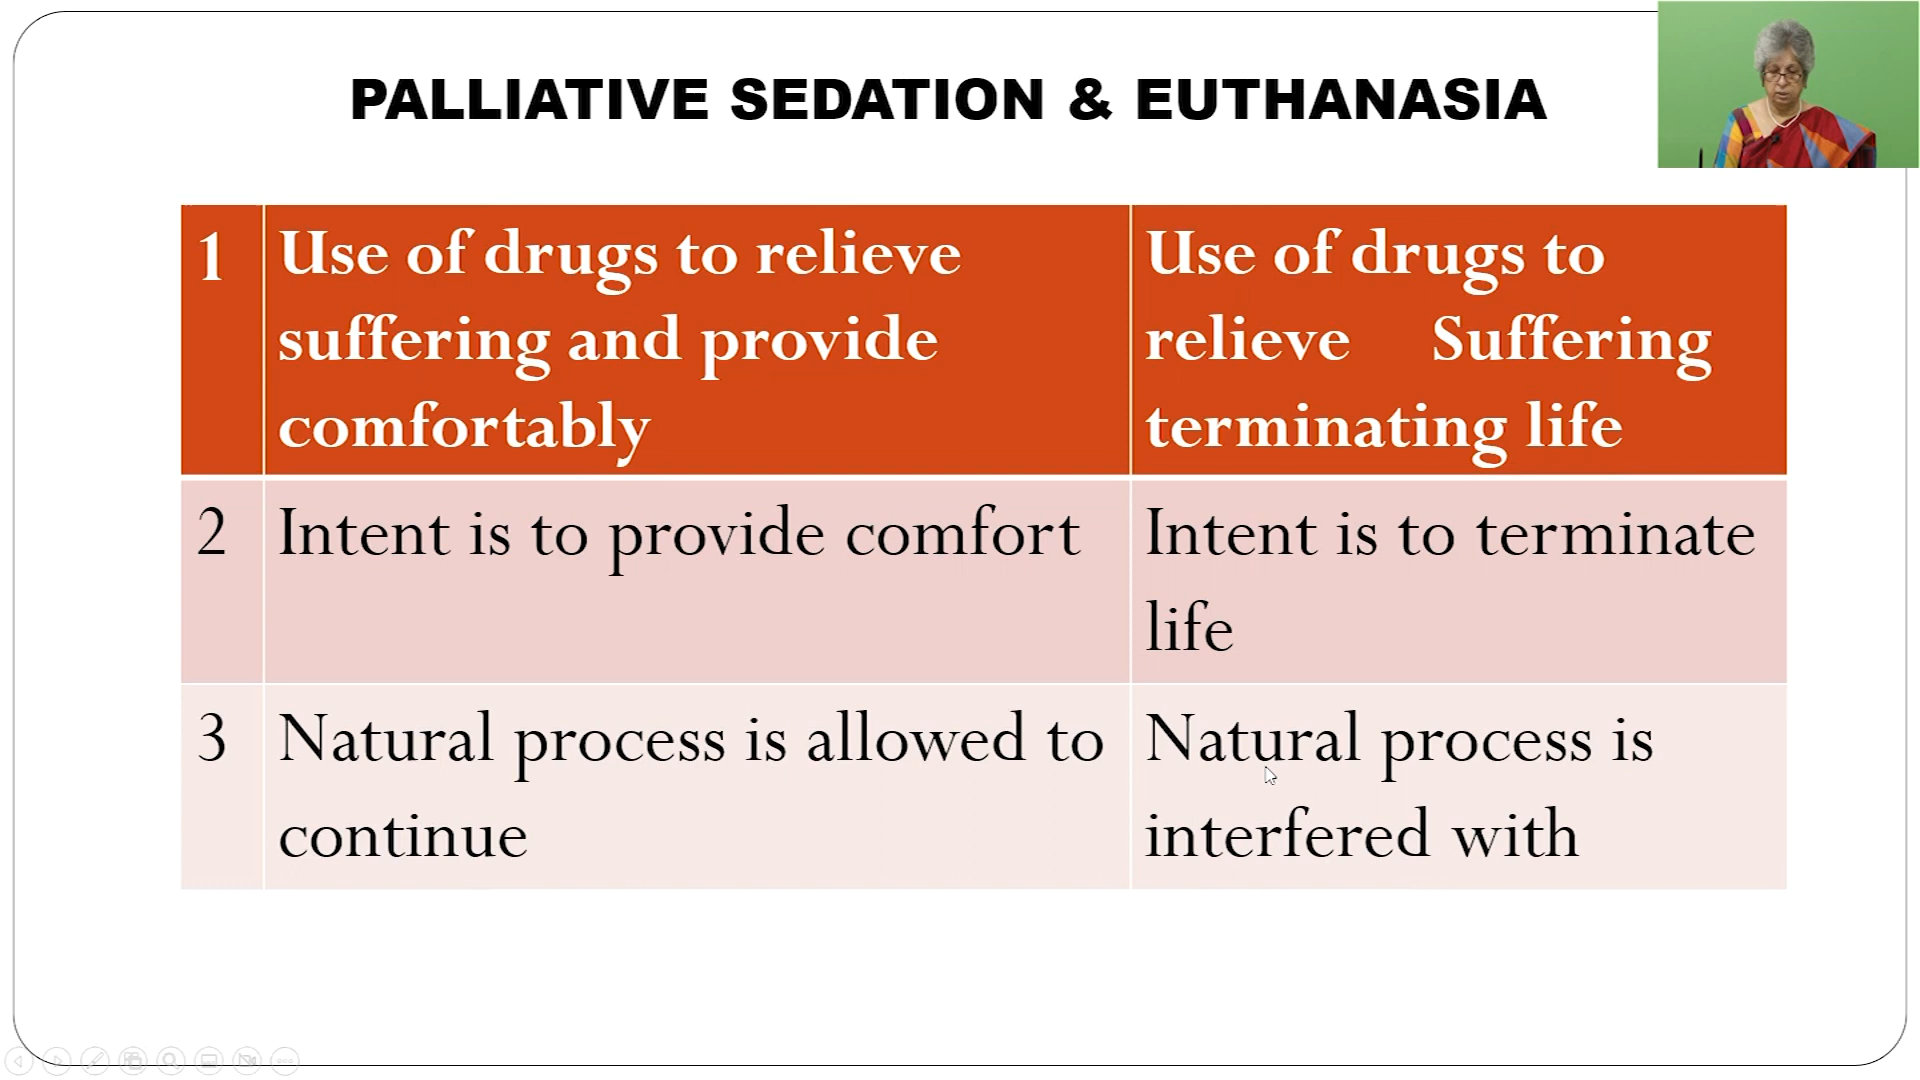 PALLIATIVE SEDATION & EUTHANASIA
1
Use of drugs to relieve
suffering and provide
comfortably
Use of drugs to
relieve Suffering
terminating life
2
Intent is to provide comfort
Intent is to terminate
life
3
Natural process is allowed to
continue
Natural process is
interfered with